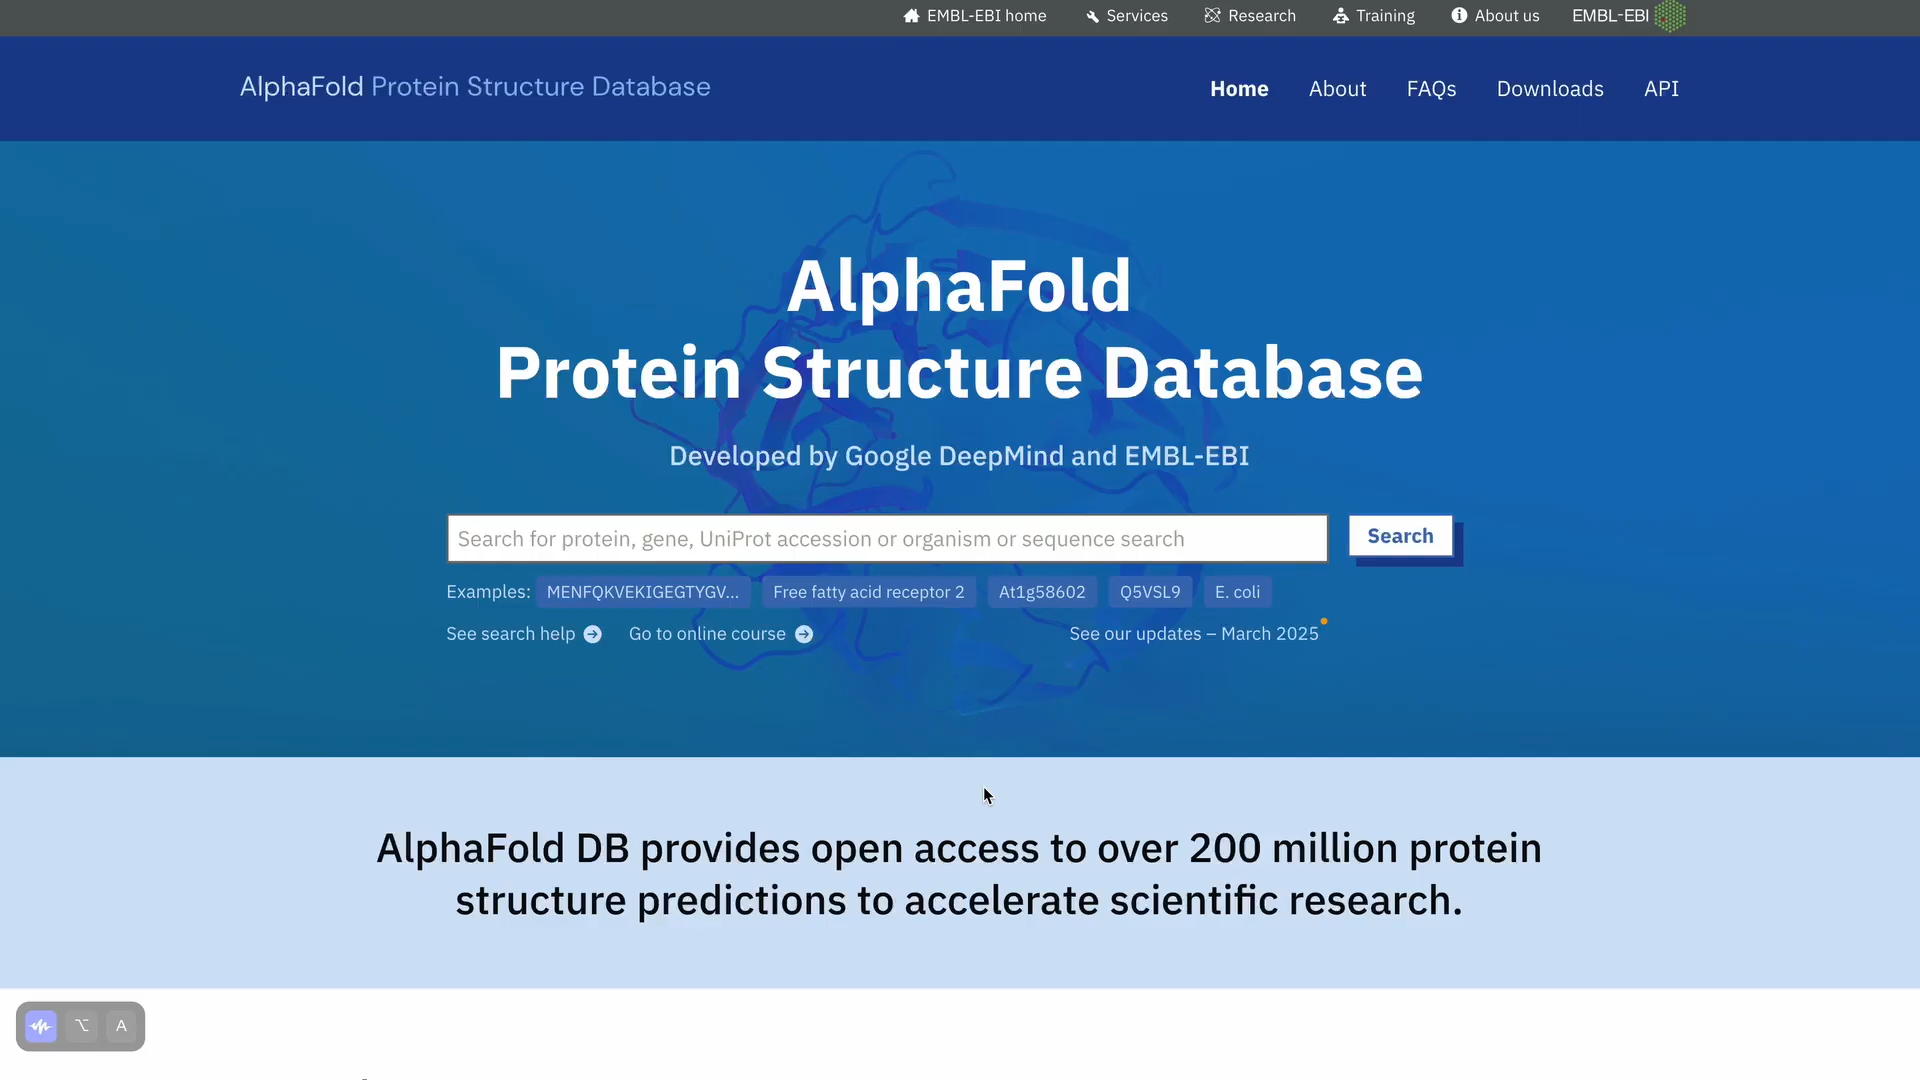 EMBL-EBI home Services Research Training About us EMBL-EBI
AlphaFold Protein Structure Database Home About FAQs Downloads API
AlphaFold
Protein Structure Database
Developed by Google DeepMind and EMBL-EBI
Search for protein, gene, UniProt accession or organism or sequence search Search
Examples: MENFQKVEKIGEGTYGV... Free fatty acid receptor 2 At1g58602 Q5VSL9 E. coli
See search help Go to online course See our updates – March 2025
AlphaFold DB provides open access to over 200 million protein
structure predictions to accelerate scientific research.
⌥ A